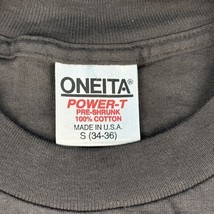 ONEITA®
POWER-T
PRE-SHRUNK
100% COTTON
MADE IN U.S.A.
S (34-36)